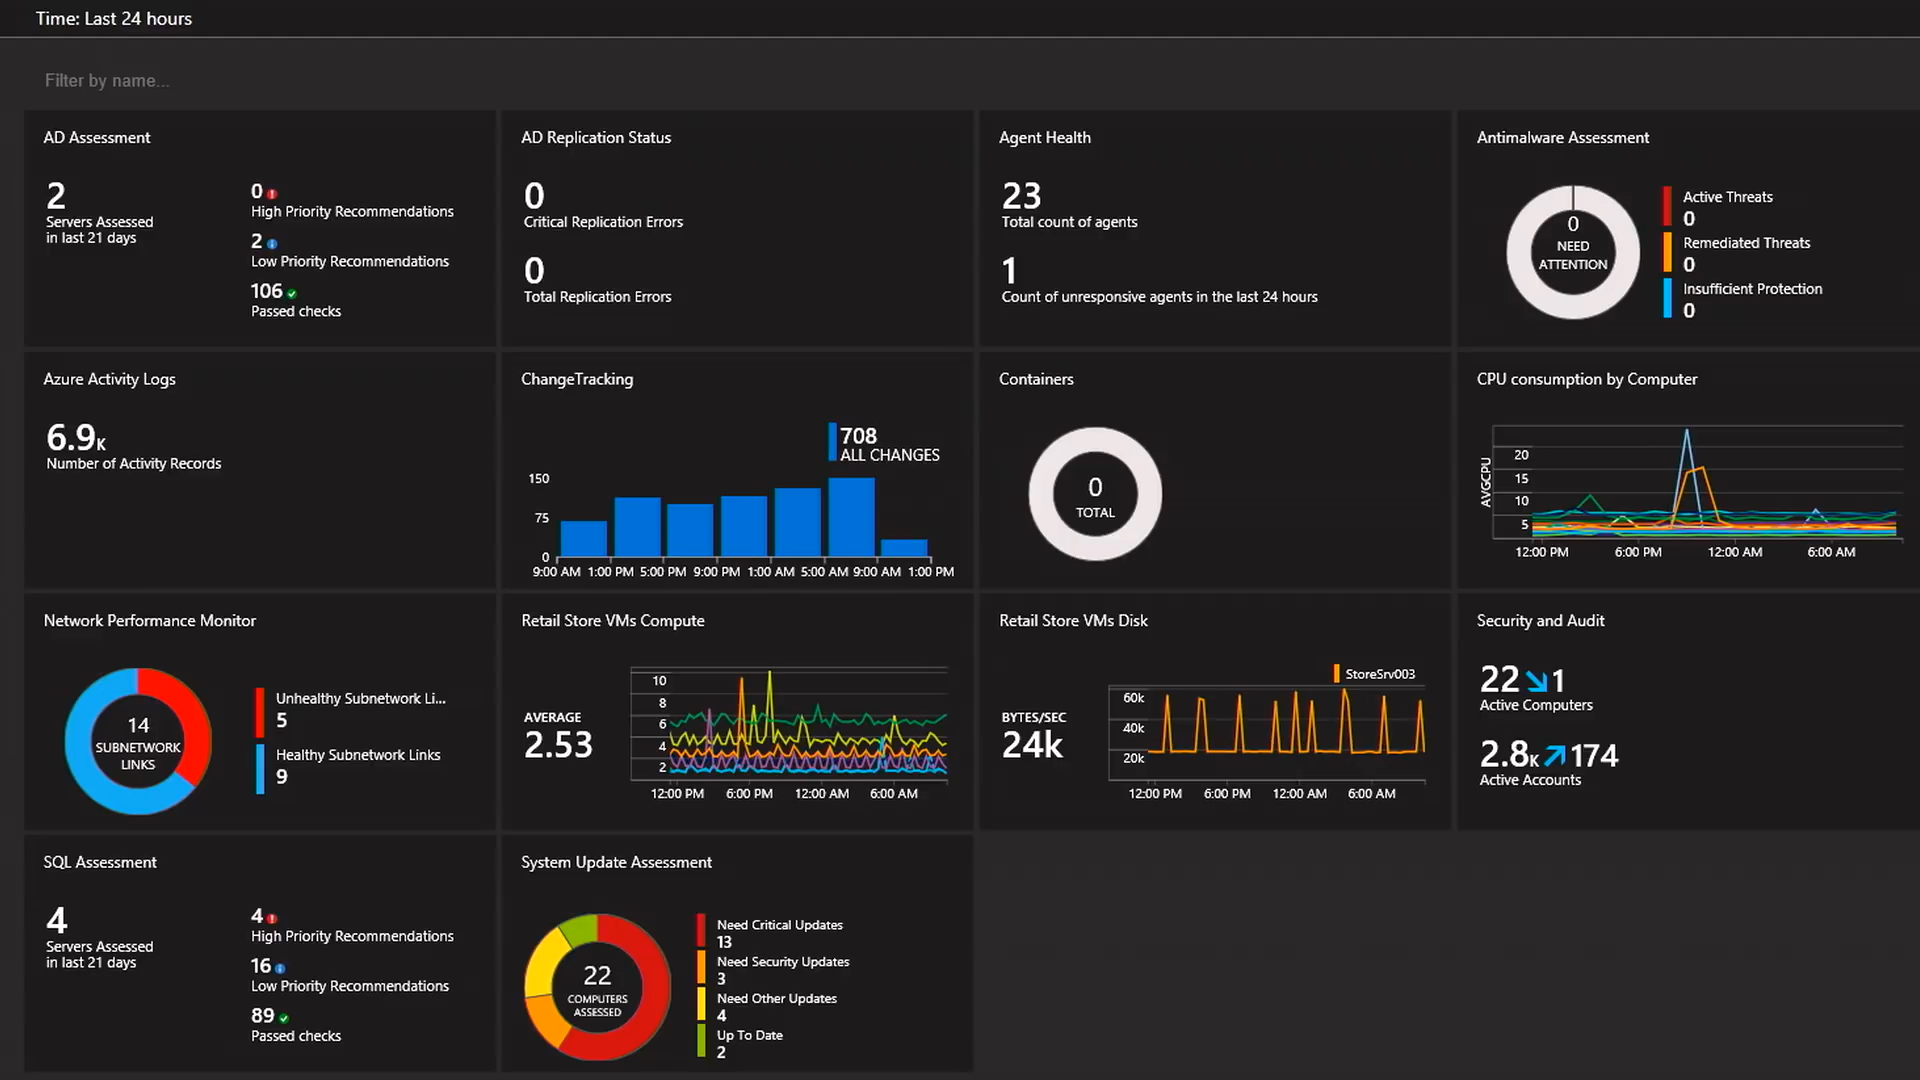 Time: Last 24 hours
Filter by name...
AD Assessment
2
Servers Assessed
in last 21 days
0
High Priority Recommendations
2
Low Priority Recommendations
106
Passed checks
AD Replication Status
0
Critical Replication Errors
0
Total Replication Errors
Agent Health
23
Total count of agents
1
Count of unresponsive agents in the last 24 hours
Antimalware Assessment
0
NEED
ATTENTION
Active Threats
0
Remediated Threats
0
Insufficient Protection
0
Azure Activity Logs
6.9K
Number of Activity Records
ChangeTracking
708
ALL CHANGES
150
75
0
9:00 AM 1:00 PM 5:00 PM 9:00 PM 1:00 AM 5:00 AM 9:00 AM 1:00 PM
Containers
0
TOTAL
CPU consumption by Computer
AVGCPU
20
15
10
5
12:00 PM 6:00 PM 12:00 AM 6:00 AM
Network Performance Monitor
14
SUBNETWORK
LINKS
Unhealthy Subnetwork Li...
5
Healthy Subnetwork Links
9
Retail Store VMs Compute
AVERAGE
2.53
10
8
6
4
2
12:00 PM 6:00 PM 12:00 AM 6:00 AM
Retail Store VMs Disk
BYTES/SEC
24k
StoreSrv003
60k
40k
20k
12:00 PM 6:00 PM 12:00 AM 6:00 AM
Security and Audit
22 1
Active Computers
2.8K 174
Active Accounts
SQL Assessment
4
Servers Assessed
in last 21 days
4
High Priority Recommendations
16
Low Priority Recommendations
89
Passed checks
System Update Assessment
22
COMPUTERS
ASSESSED
Need Critical Updates
13
Need Security Updates
3
Need Other Updates
4
Up To Date
2